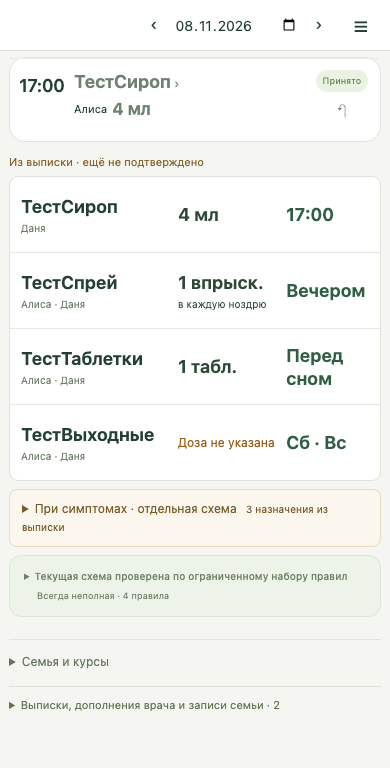 ‹ 08.11.2026 ›
17:00 ТестСироп › Принято
Алиса 4 мл
Из выписки · ещё не подтверждено
ТестСироп 4 мл 17:00
Даня
ТестСпрей 1 впрыск. Вечером
Алиса · Даня в каждую ноздрю
ТестТаблетки 1 табл. Перед сном
Алиса · Даня
ТестВыходные Доза не указана Сб · Вс
Алиса · Даня
При симптомах · отдельная схема 3 назначения из
выписки
Текущая схема проверена по ограниченному набору правил
Всегда неполная · 4 правила
Семья и курсы
Выписки, дополнения врача и записи семьи · 2